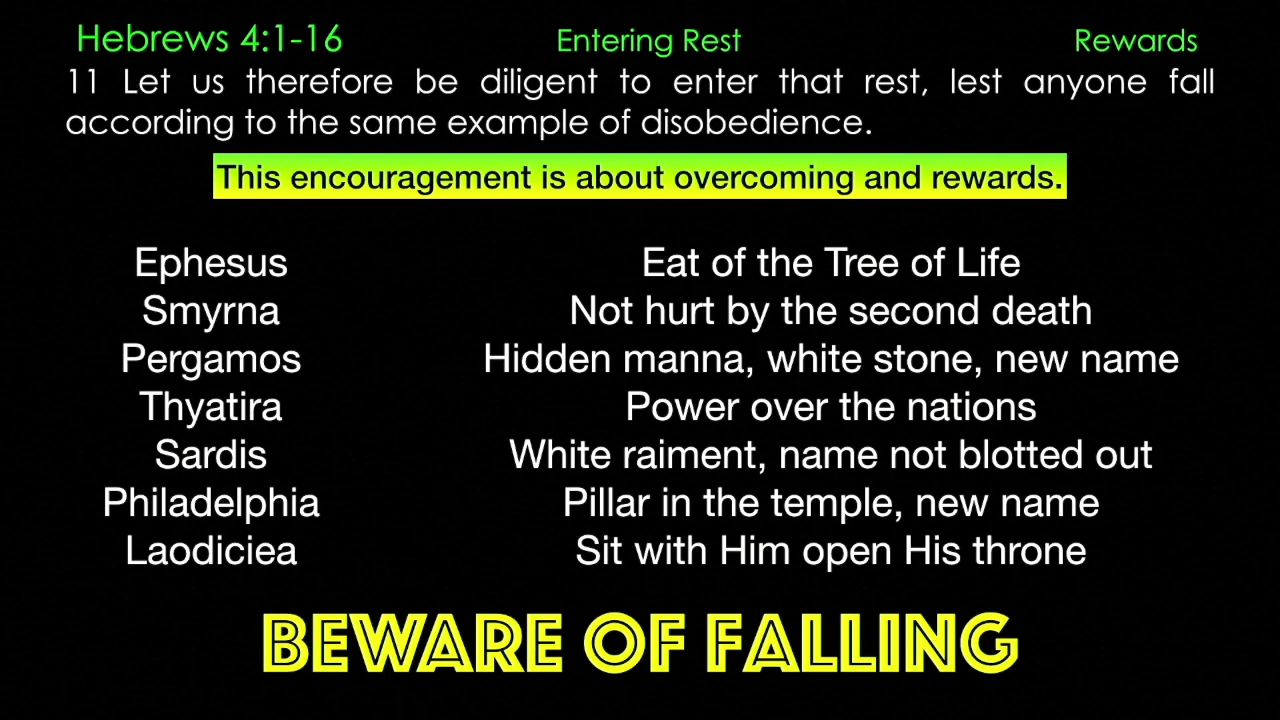 Hebrews 4:1-16 Entering Rest Rewards
11 Let us therefore be diligent to enter that rest, lest anyone fall
according to the same example of disobedience.
This encouragement is about overcoming and rewards.
Ephesus Eat of the Tree of Life
Smyrna Not hurt by the second death
Pergamos Hidden manna, white stone, new name
Thyatira Power over the nations
Sardis White raiment, name not blotted out
Philadelphia Pillar in the temple, new name
Laodiciea Sit with Him open His throne
BEWARE OF FALLING